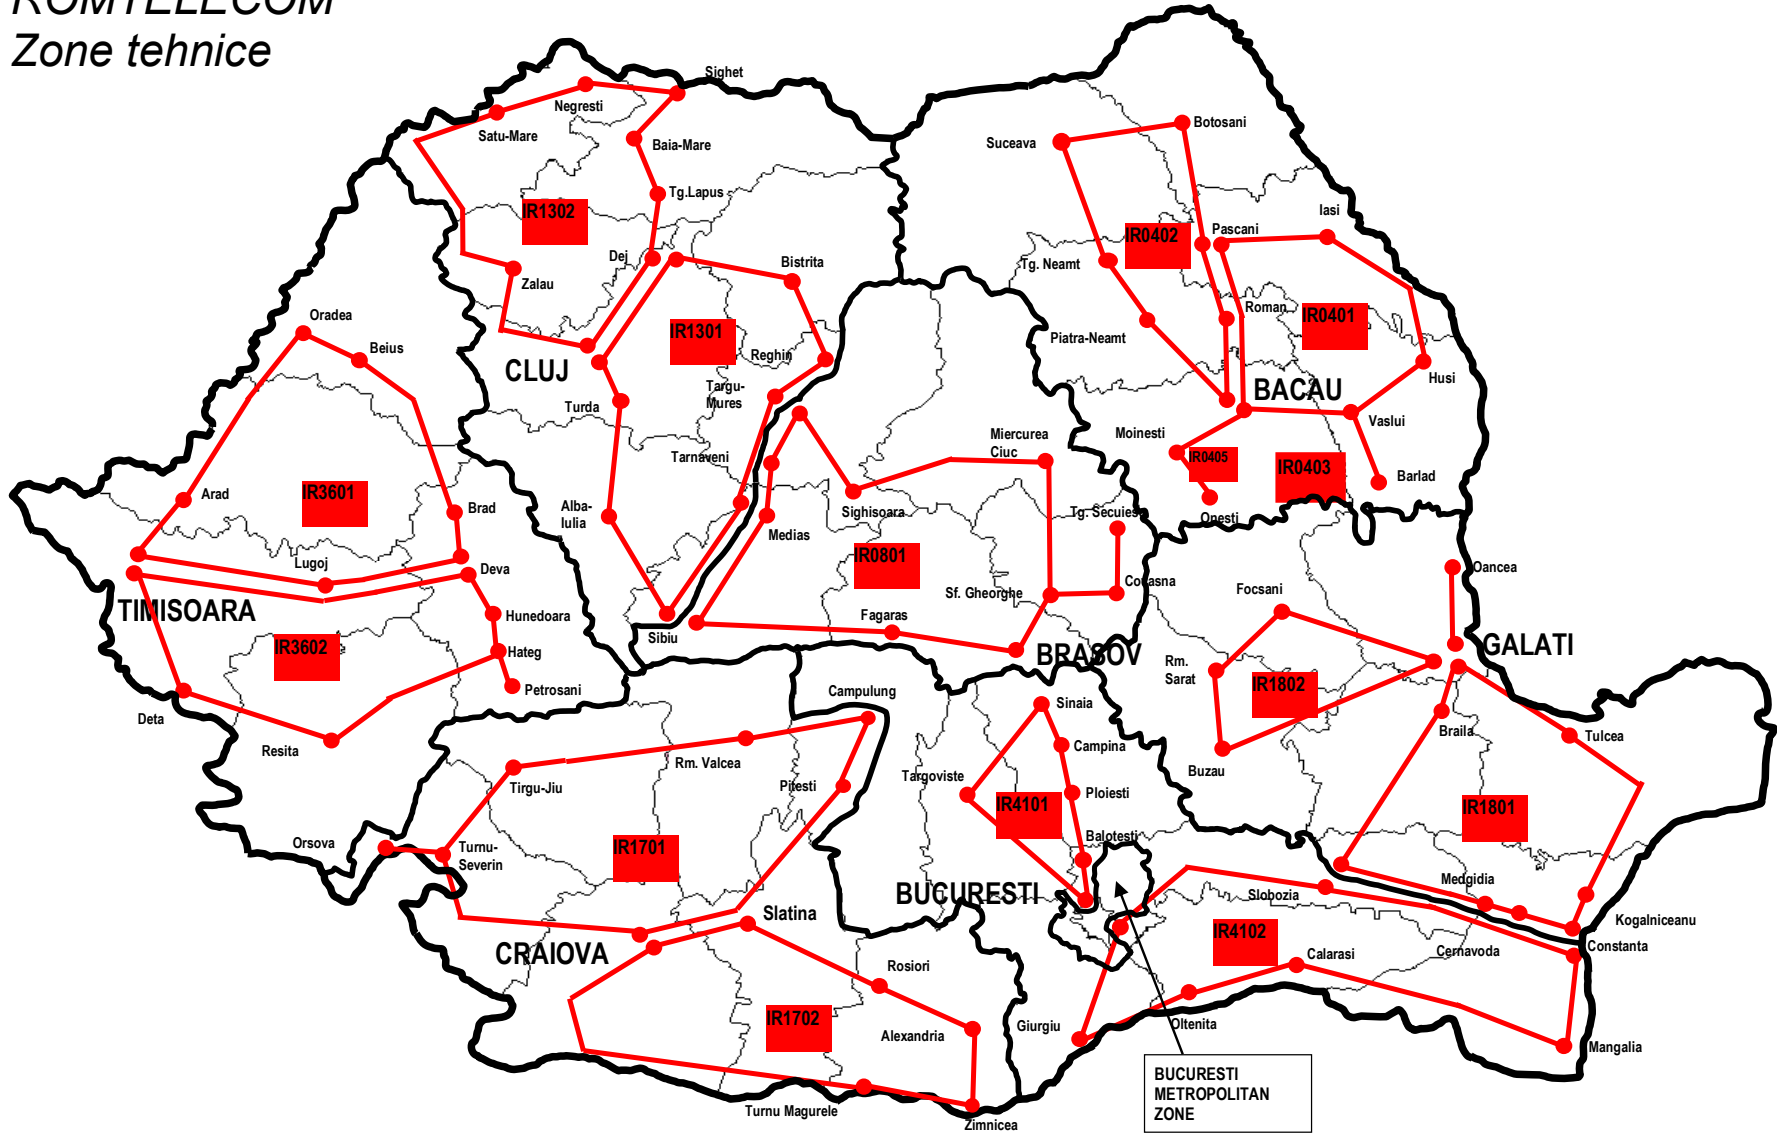 ROMTELECOM
Zone tehnice
Sighet
Negresti
Satu-Mare
Baia-Mare
Botosani
Suceava
Tg.Lapus
IR1302
Iasi
Pascani
IR0402
Dej
Bistrita
Tg. Neamt
Zalau
Oradea
Roman
IR0401
Beius
IR1301
Piatra-Neamt
Reghin
CLUJ
Husi
Targu-
Mures
BACAU
Turda
Vaslui
Moinesti
Miercurea
Ciuc
Tarnaveni
IR0405
IR0403
Barlad
Arad
IR3601
Brad
Alba-
Iulia
Sighisoara
Tg. Secuiesc
Onesti
Medias
IR0801
Lugoj
Deva
Oancea
Covasna
Sf. Gheorghe
Focsani
TIMISOARA
Hunedoara
Fagaras
Sibiu
IR3602
Hateg
BRASOV
GALATI
Rm.
Sarat
IR1802
Petrosani
Campulung
Sinaia
Deta
Braila
Tulcea
Resita
Campina
Rm. Valcea
Buzau
Targoviste
Tirgu-Jiu
Pitesti
Ploiesti
IR4101
IR1801
Balotesti
Orsova
Turnu-
Severin
IR1701
Medgidia
BUCURESTI
Slobozia
Slatina
Kogalniceanu
IR4102
Constanta
CRAIOVA
Calarasi
Cernavoda
Rosiori
IR1702
Giurgiu
Oltenita
Alexandria
Mangalia
BUCURESTI
METROPOLITAN
ZONE
Turnu Magurele
Zimnicea